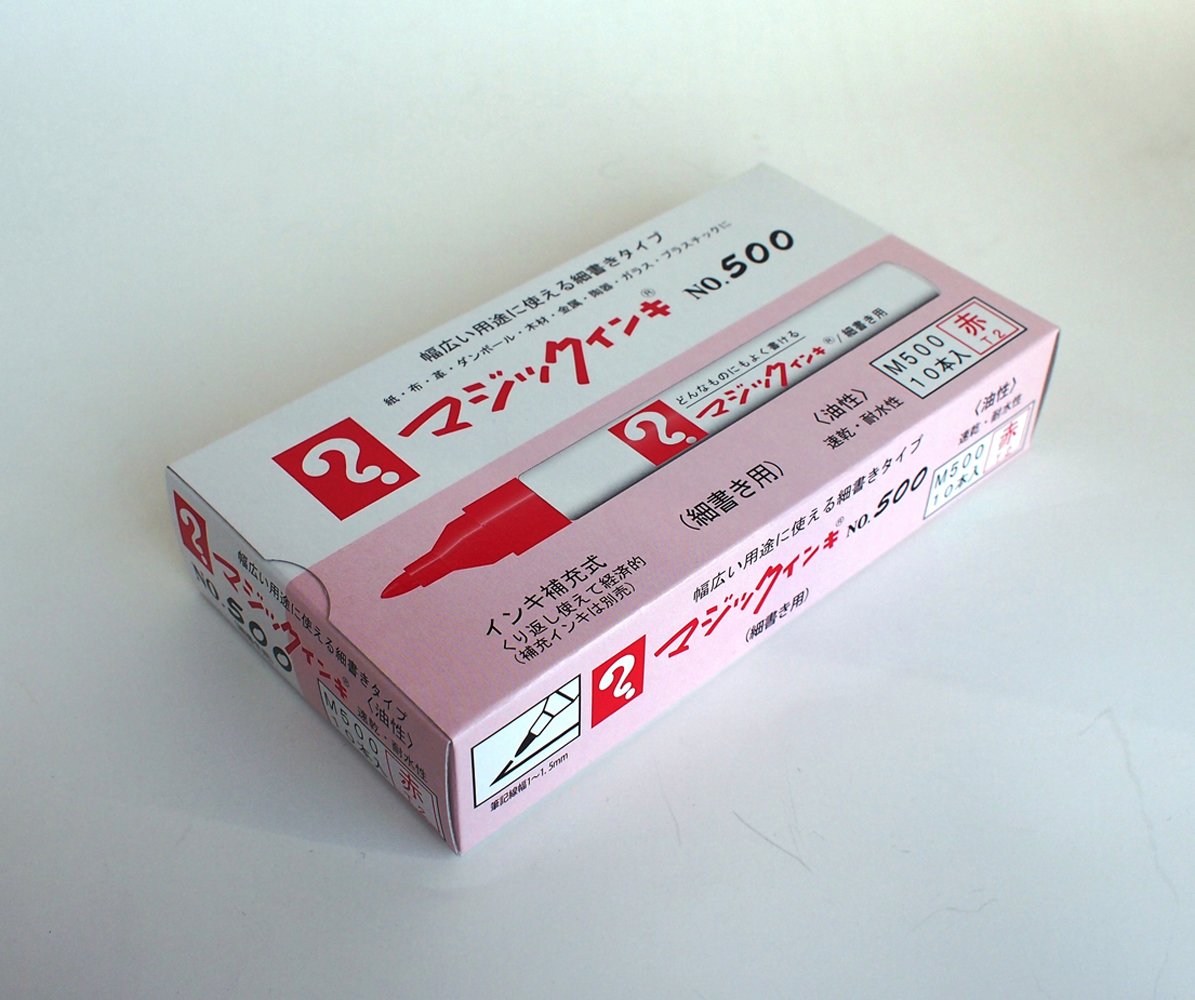 幅広い用途に使える細書きタイプ
紙・布・革・ダンボール・木材・金属・陶器・ガラス・プラスチックに
? マジックインキ® NO.500
どんなものにもよく書ける
? マジックインキ®/細書き用
(細書き用)
〈油性〉
速乾・耐水性
M500
10本入
赤
T2
インキ補充式
くり返し使えて経済的
(補充インキは別売)
幅広い用途に使える細書きタイプ
? マジックインキ® NO.500
(細書き用)
〈油性〉
速乾・耐水性
M500
10本入
赤
T2
筆記線幅1〜1.5mm
幅広い用途に使える細書きタイプ
? マジックインキ®
NO.500
〈油性〉
速乾・耐水性
M500
10本入
赤